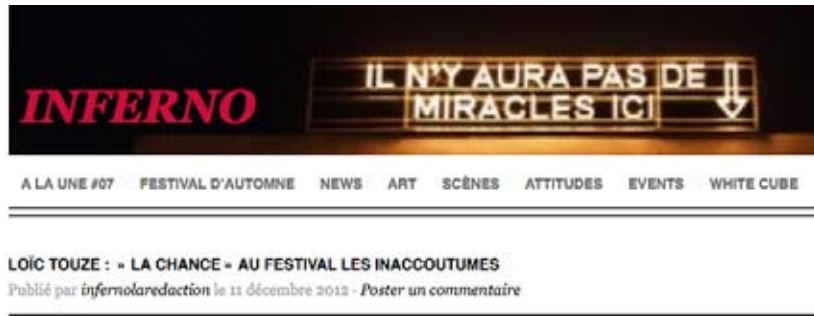 INFERNO
IL N'Y AURA PAS DE
MIRACLES ICI
A LA UNE #07 FESTIVAL D'AUTOMNE NEWS ART SCÈNES ATTITUDES EVENTS WHITE CUBE
LOÏC TOUZE : « LA CHANCE » AU FESTIVAL LES INACCOUTUMES
Publié par infernolaredaction le 11 décembre 2012 - Poster un commentaire